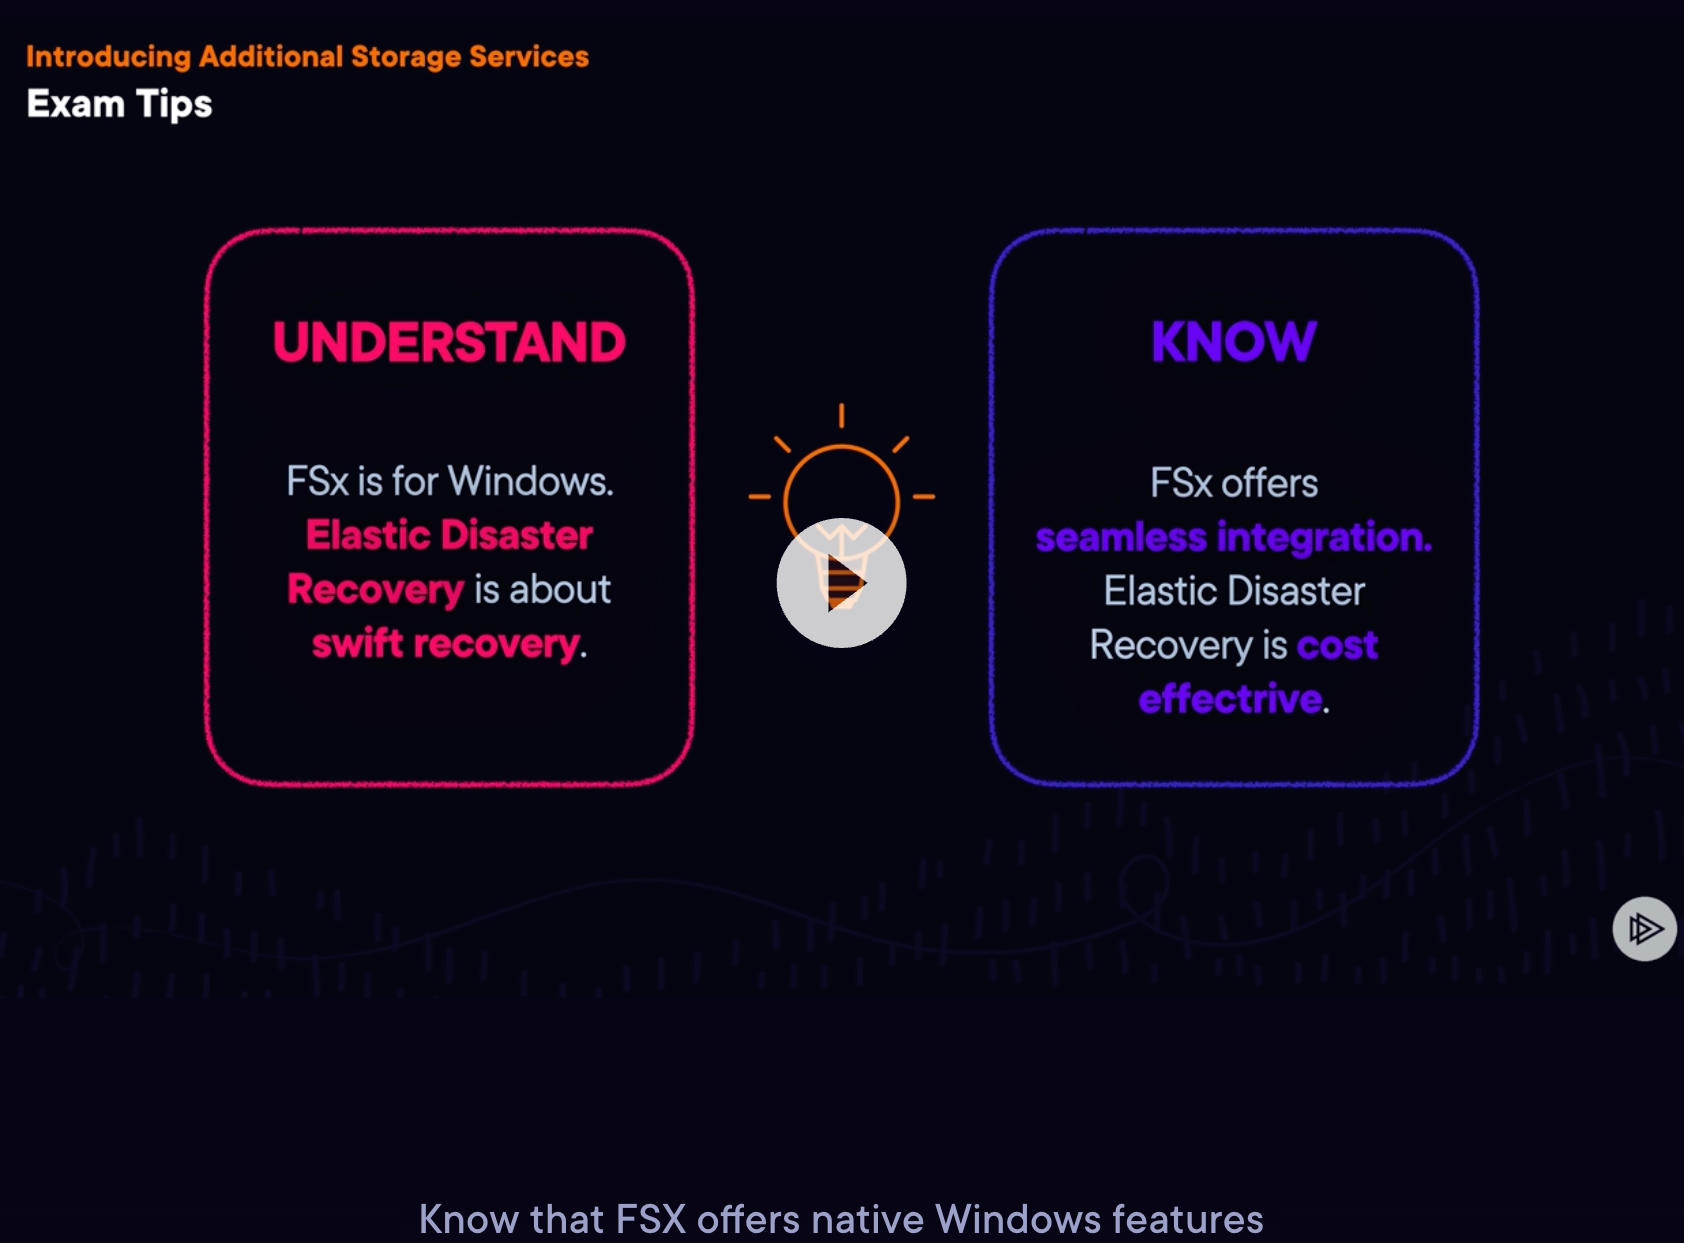 Introducing Additional Storage Services
Exam Tips
UNDERSTAND
FSx is for Windows.
Elastic Disaster
Recovery is about
swift recovery.
KNOW
FSx offers
seamless integration.
Elastic Disaster
Recovery is cost
effectrive.
Know that FSX offers native Windows features